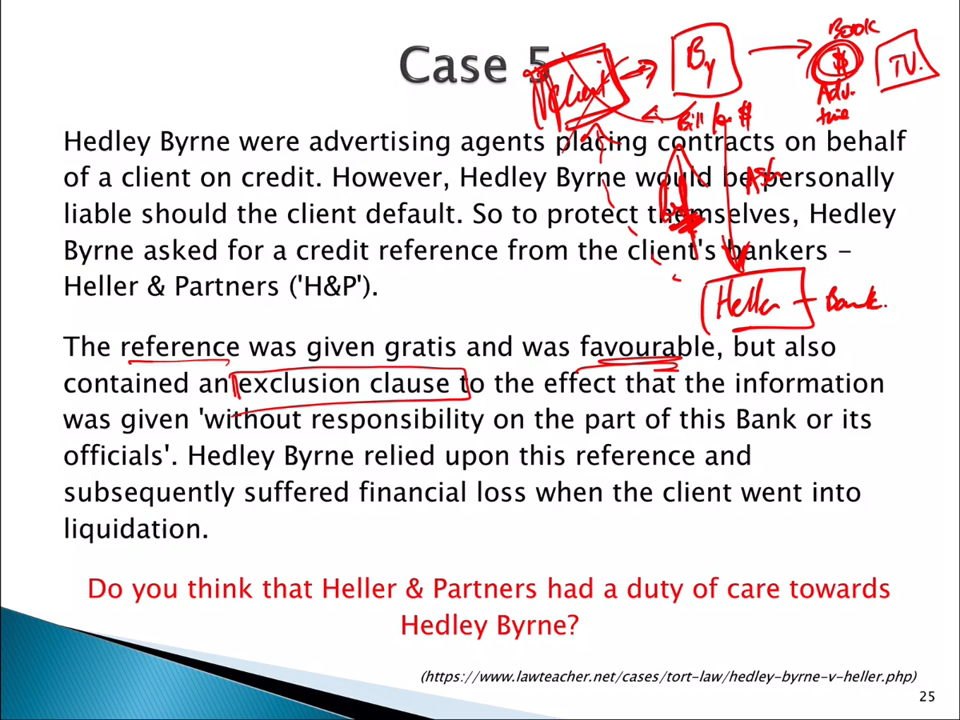 Case 5
Book
Client
By
$
TV.
Adv.
time
Bill for $
Hedley Byrne were advertising agents placing contracts on behalf
of a client on credit. However, Hedley Byrne would be personally
liable should the client default. So to protect themselves, Hedley
Byrne asked for a credit reference from the client's bankers –
Heller & Partners ('H&P').
Heller – Bank.
The reference was given gratis and was favourable, but also
contained an exclusion clause to the effect that the information
was given 'without responsibility on the part of this Bank or its
officials'. Hedley Byrne relied upon this reference and
subsequently suffered financial loss when the client went into
liquidation.
Do you think that Heller & Partners had a duty of care towards
Hedley Byrne?
(https://www.lawteacher.net/cases/tort-law/hedley-byrne-v-heller.php)
25